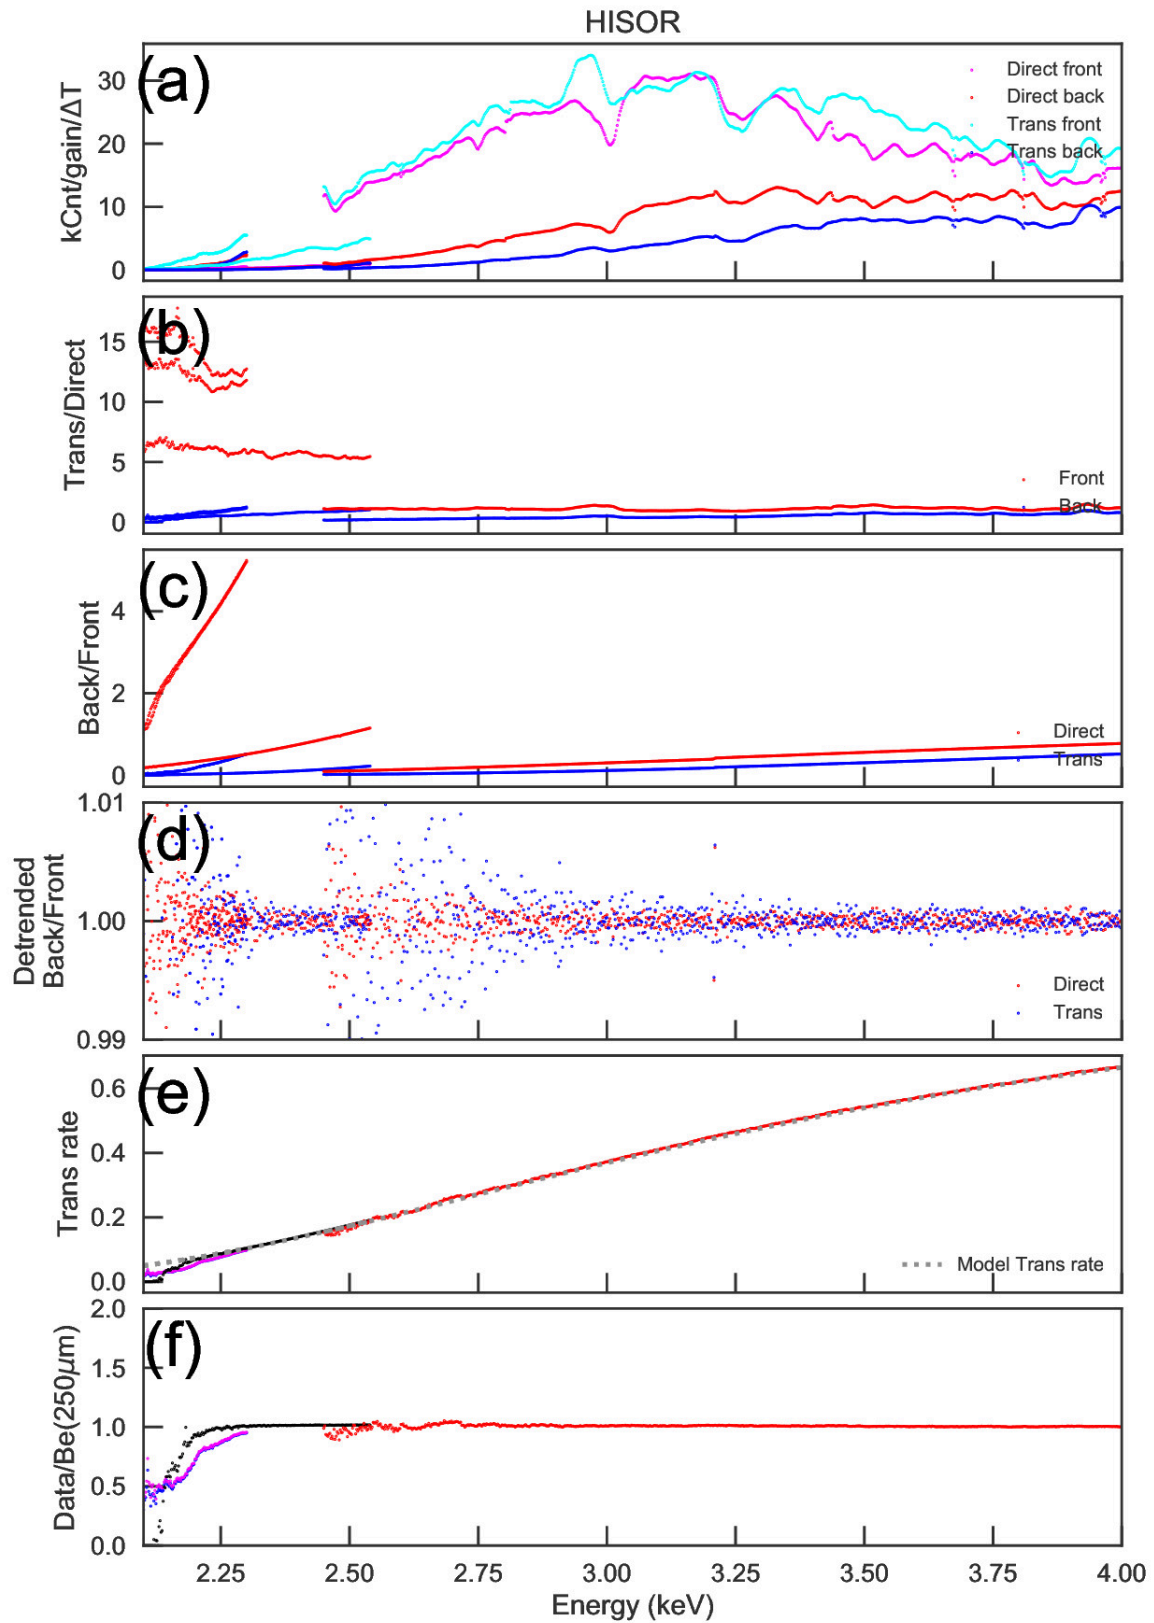 HISOR
(a)
kCnt/gain/ΔT
30
20
10
0
Direct front
Direct back
Trans front
Trans back
(b)
Trans/Direct
15
10
5
0
Front
Back
(c)
Back/Front
4
2
0
Direct
Trans
(d)
Detrended
Back/Front
1.01
1.00
0.99
Direct
Trans
(e)
Trans rate
0.6
0.4
0.2
0.0
Model Trans rate
(f)
Data/Be(250μm)
2.0
1.5
1.0
0.5
0.0
2.25 2.50 2.75 3.00 3.25 3.50 3.75 4.00
Energy (keV)